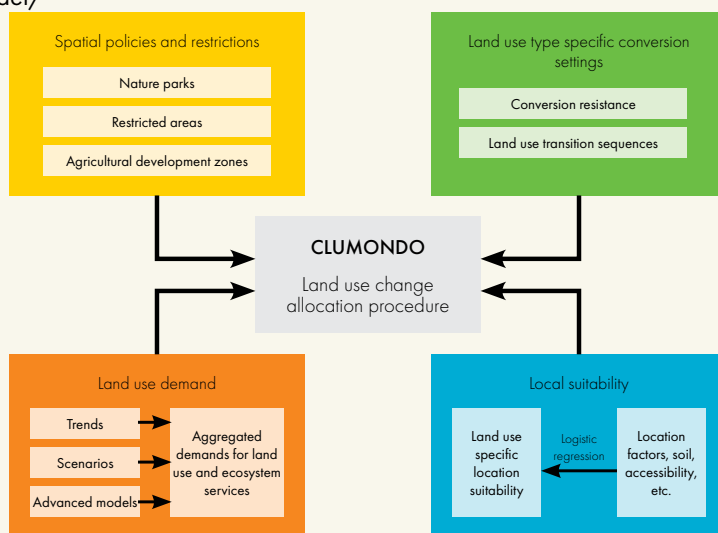 Spatial policies and restrictions
Nature parks
Restricted areas
Agricultural development zones
Land use type specific conversion
settings
Conversion resistance
Land use transition sequences
CLUMONDO
Land use change
allocation procedure
Land use demand
Trends
Scenarios
Advanced models
Aggregated
demands for land
use and ecosystem
services
Local suitability
Land use
specific
location
suitability
Logistic
regression
Location
factors, soil,
accessibility,
etc.